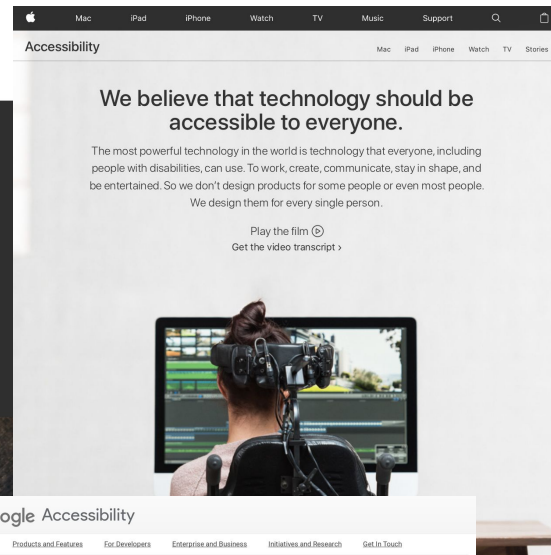 Mac iPad iPhone Watch TV Music Support
Accessibility
Mac iPad iPhone Watch TV Stories
We believe that technology should be
accessible to everyone.
The most powerful technology in the world is technology that everyone, including
people with disabilities, can use. To work, create, communicate, stay in shape, and
be entertained. So we don’t design products for some people or even most people.
We design them for every single person.
Play the film
Get the video transcript ›
ogle Accessibility
Products and Features For Developers Enterprise and Business Initiatives and Research Get In Touch